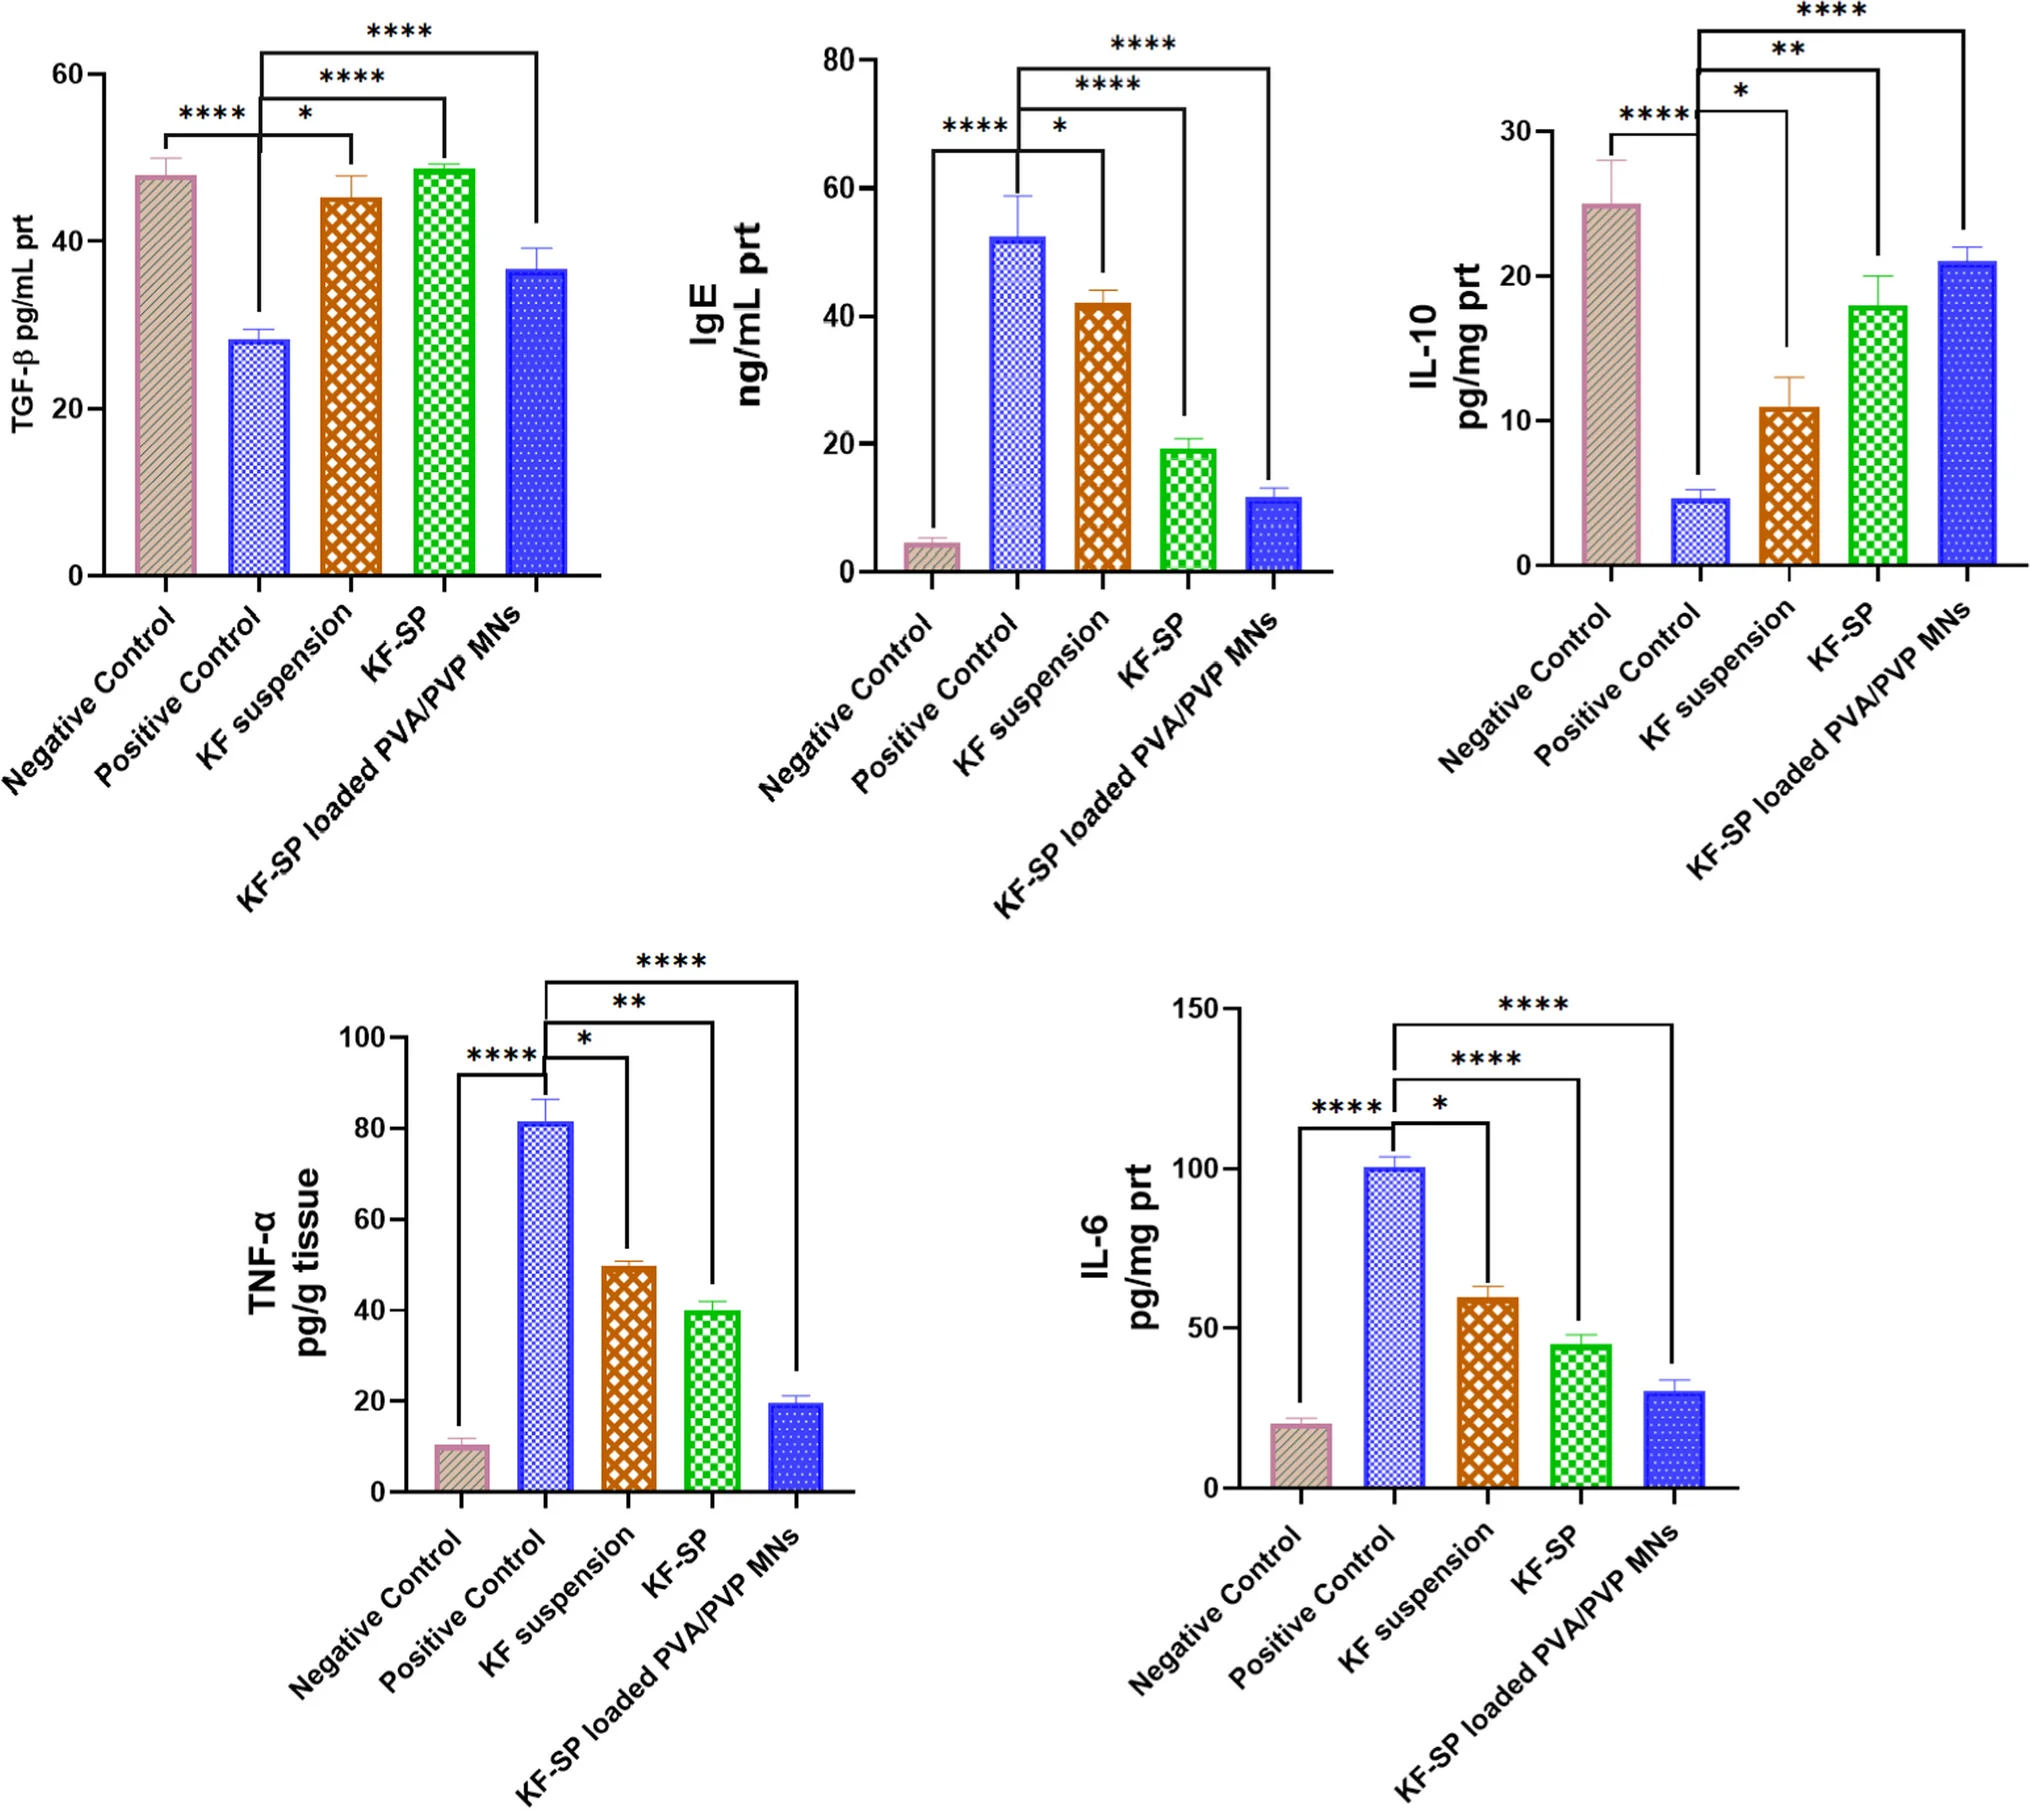 TGF-β pg/mL prt
60
40
20
0
****
****
****
*
Negative Control
Positive Control
KF suspension
KF-SP
KF-SP loaded PVA/PVP MNs
IgE
ng/mL prt
80
60
40
20
0
****
****
****
*
Negative Control
Positive Control
KF suspension
KF-SP
KF-SP loaded PVA/PVP MNs
IL-10
pg/mg prt
30
20
10
0
****
**
*
****
Negative Control
Positive Control
KF suspension
KF-SP
KF-SP loaded PVA/PVP MNs
TNF-α
pg/g tissue
100
80
60
40
20
0
****
**
*
****
Negative Control
Positive Control
KF suspension
KF-SP
KF-SP loaded PVA/PVP MNs
IL-6
pg/mg prt
150
100
50
0
****
****
****
*
Negative Control
Positive Control
KF suspension
KF-SP
KF-SP loaded PVA/PVP MNs